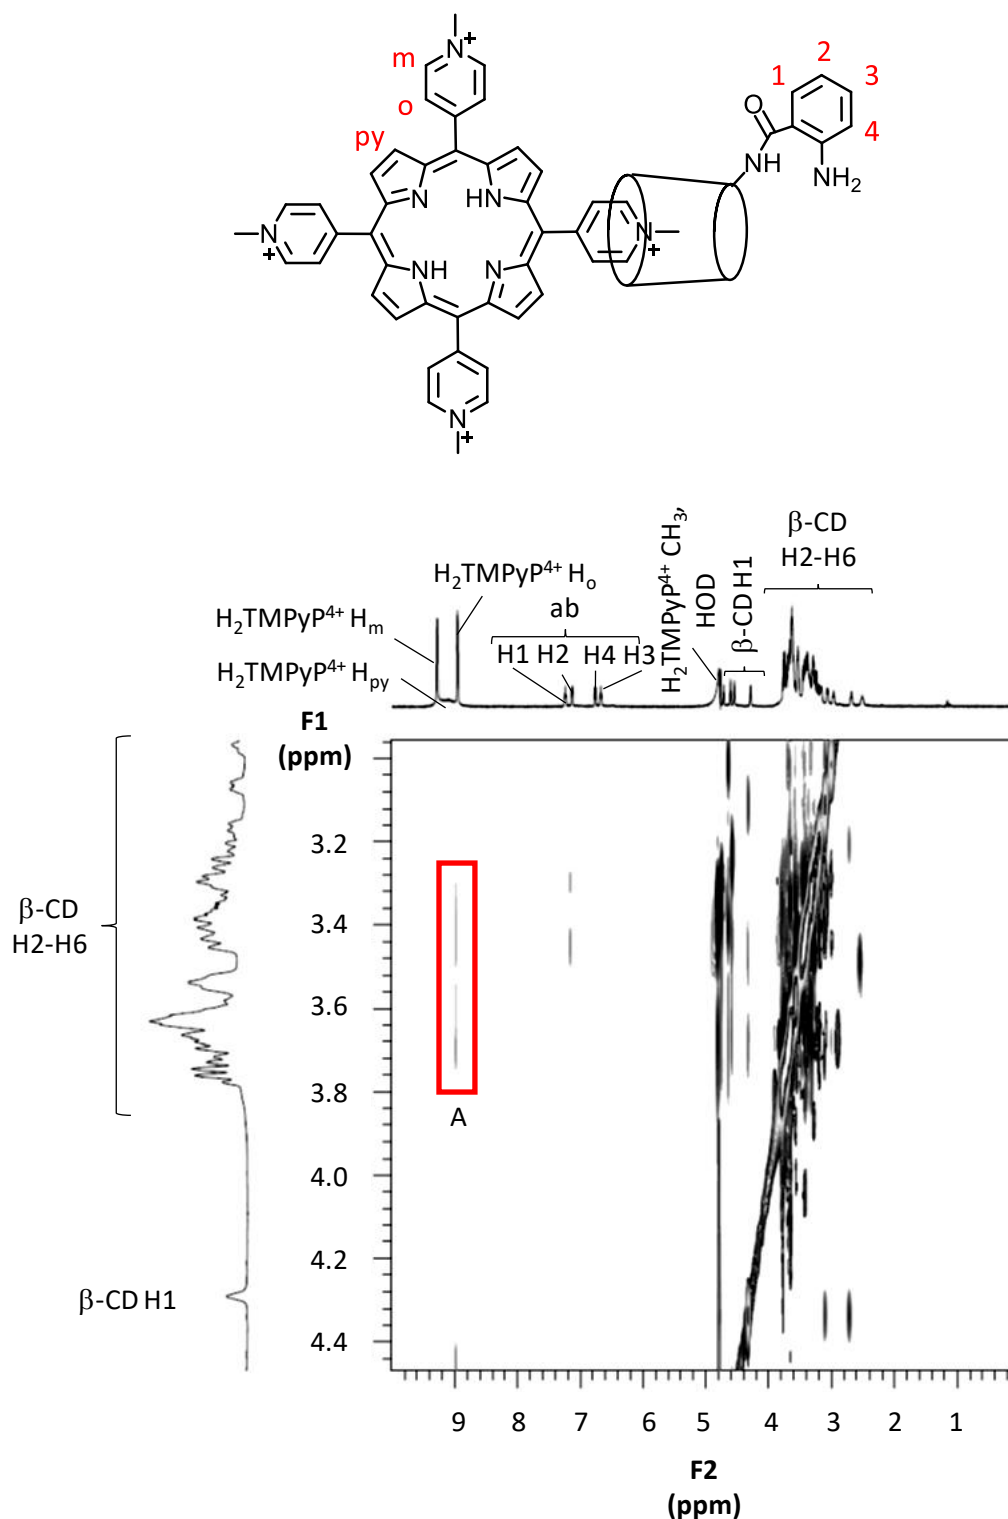 N
+
m
1
2
3
4
o
O
py
N
H
NH2
N
HN
N
+
N
+
NH
N
N
+
β-CD
H2-H6
H2TMPyP4+ CH3,
HOD
β-CD H1
H2TMPyP4+ Ho
ab
H2TMPyP4+ Hm
H1 H2 H4 H3
H2TMPyP4+ Hpy
F1
(ppm)
3.2
β-CD
H2-H6
3.4
3.6
3.8
A
4.0
4.2
β-CD H1
4.4
9 8 7 6 5 4 3 2 1
F2
(ppm)